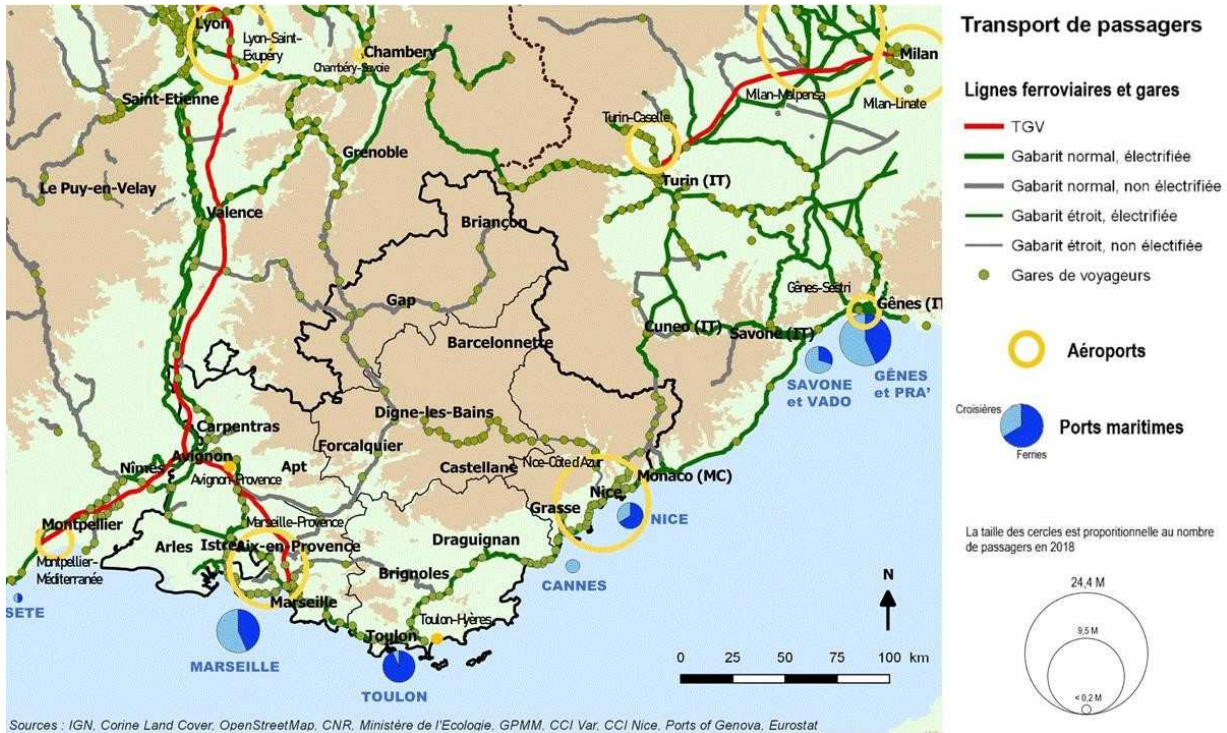 Lyon
Lyon-Saint-
Exupéry
Chambery
Chambéry-Savoie
Milan
Milan-Malpensa
Milan-Linate
Saint-Etienne
Turin-Caselle
Grenoble
Le Puy-en-Velay
Turin (IT)
Valence
Briançon
Gênes-Sestri
Gap
Gênes (IT
Cuneo (IT)
Savone (IT)
Barcelonnette
SAVONE
et VADO
GÊNES
et PRA'
Digne-les-Bains
Carpentras
Forcalquier
Avignon
Nîmes
Apt
Castellane
Nice-Côte d'Azur
Monaco (MC)
Avignon-Provence
Nice
Grasse
NICE
Montpellier
Marseille-Provence
Arles
Istres
Aix-en-Provence
Draguignan
Montpellier-
Méditerranée
Brignoles
CANNES
SETE
Marseille
Toulon-Hyères
Toulon
MARSEILLE
TOULON
N
0 25 50 75 100 km
Sources : IGN, Corine Land Cover, OpenStreetMap, CNR, Ministère de l'Ecologie, GPMM, CCI Var, CCI Nice, Ports of Genova, Eurostat
Transport de passagers
Lignes ferroviaires et gares
TGV
Gabarit normal, électrifiée
Gabarit normal, non électrifiée
Gabarit étroit, électrifiée
Gabarit étroit, non électifiée
Gares de voyageurs
Aéroports
Croisières
Ports maritimes
Ferries
La taille des cercles est proportionnelle au nombre
de passagers en 2018
24,4 M
9,5 M
< 0,2 M